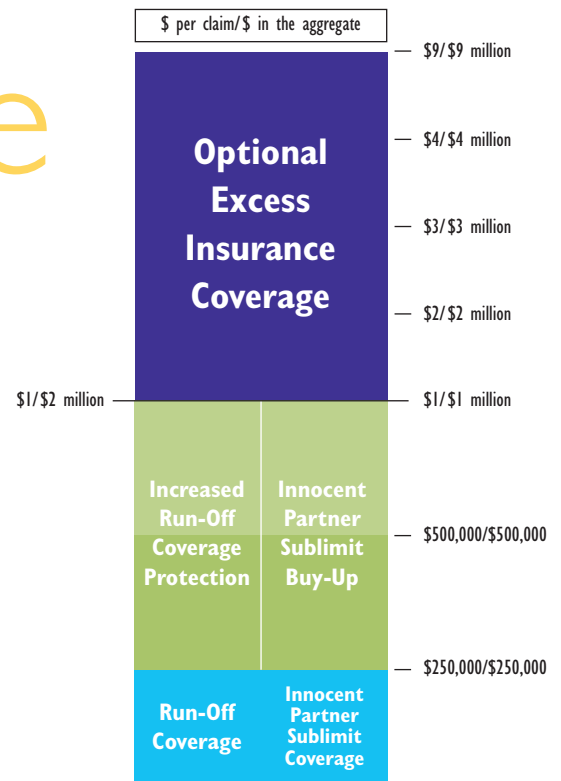 $ per claim/$ in the aggregate
e
$9/$9 million
$4/$4 million
$3/$3 million
$2/$2 million
Optional
Excess
Insurance
Coverage
$1/$2 million
$1/$1 million
Increased
Run-Off
Coverage
Protection
Innocent
Partner
Sublimit
Buy-Up
$500,000/$500,000
$250,000/$250,000
Run-Off
Coverage
Innocent
Partner
Sublimit
Coverage